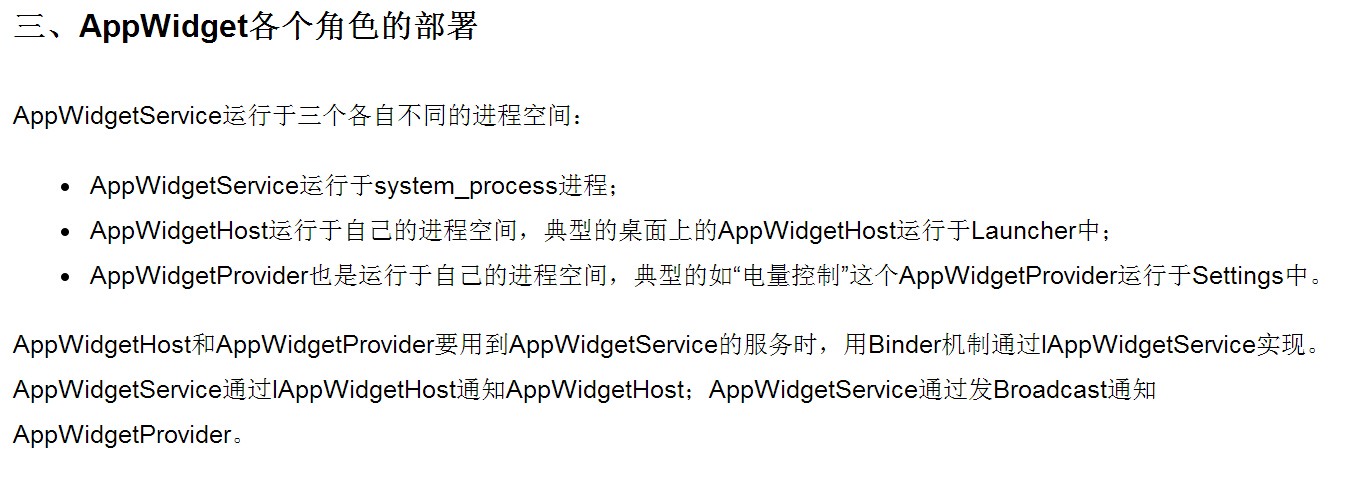 三、AppWidget各个角色的部署
AppWidgetService运行于三个各自不同的进程空间：
• AppWidgetService运行于system_process进程；
• AppWidgetHost运行于自己的进程空间，典型的桌面上的AppWidgetHost运行于Launcher中；
• AppWidgetProvider也是运行于自己的进程空间，典型的如“电量控制”这个AppWidgetProvider运行于Settings中。
AppWidgetHost和AppWidgetProvider要用到AppWidgetService的服务时，用Binder机制通过IAppWidgetService实现。
AppWidgetService通过IAppWidgetHost通知AppWidgetHost；AppWidgetService通过发Broadcast通知
AppWidgetProvider。